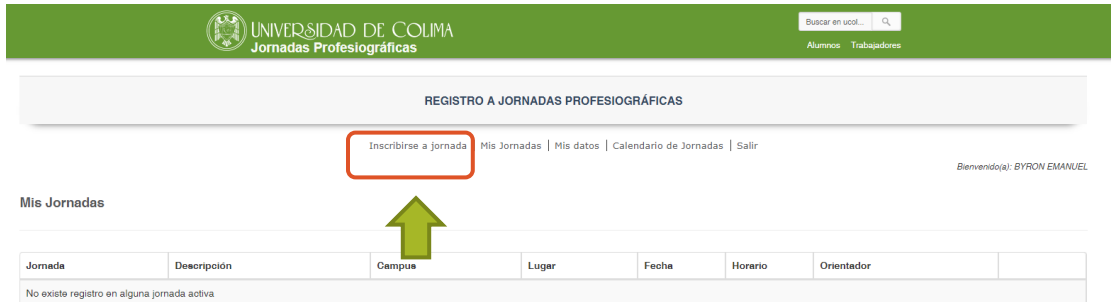 UNIVERSIDAD DE COLIMA
Jornadas Profesiográficas
Buscar en ucol...
Alumnos Trabajadores
REGISTRO A JORNADAS PROFESIOGRÁFICAS
Inscribirse a jornada | Mis Jornadas | Mis datos | Calendario de Jornadas | Salir
Bienvenido(a): BYRON EMANUEL
Mis Jornadas
Jornada Descripción Campus Lugar Fecha Horario Orientador
No existe registro en alguna jornada activa